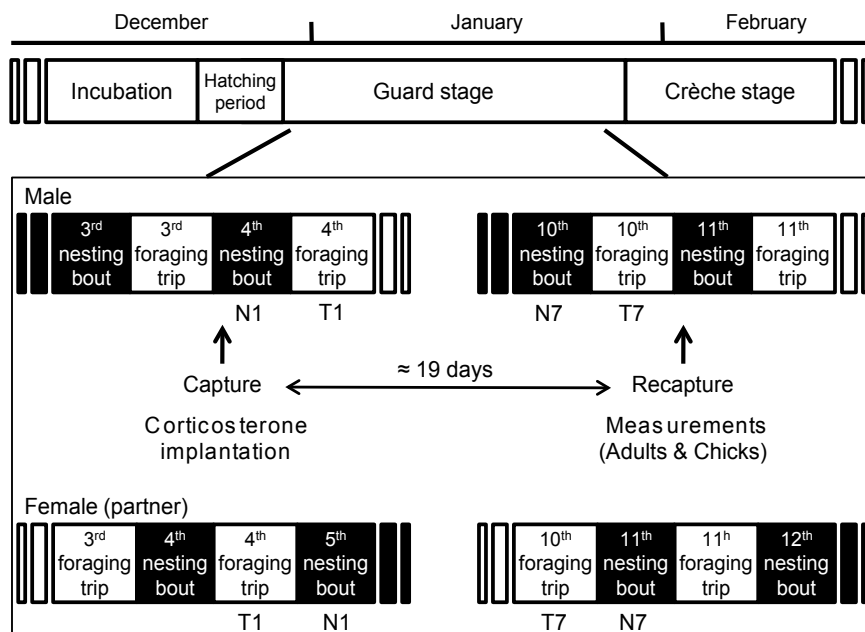 December January February
Incubation Hatching period Guard stage Crèche stage
Male
3rd nesting bout 3rd foraging trip 4th nesting bout 4th foraging trip 10th nesting bout 10th foraging trip 11th nesting bout 11th foraging trip
N1 T1 N7 T7
≈ 19 days
Capture Recapture
Corticosterone implantation
Measurements (Adults & Chicks)
Female (partner)
3rd foraging trip 4th nesting bout 4th foraging trip 5th nesting bout 10th foraging trip 11th nesting bout 11h foraging trip 12th nesting bout
T1 N1 T7 N7